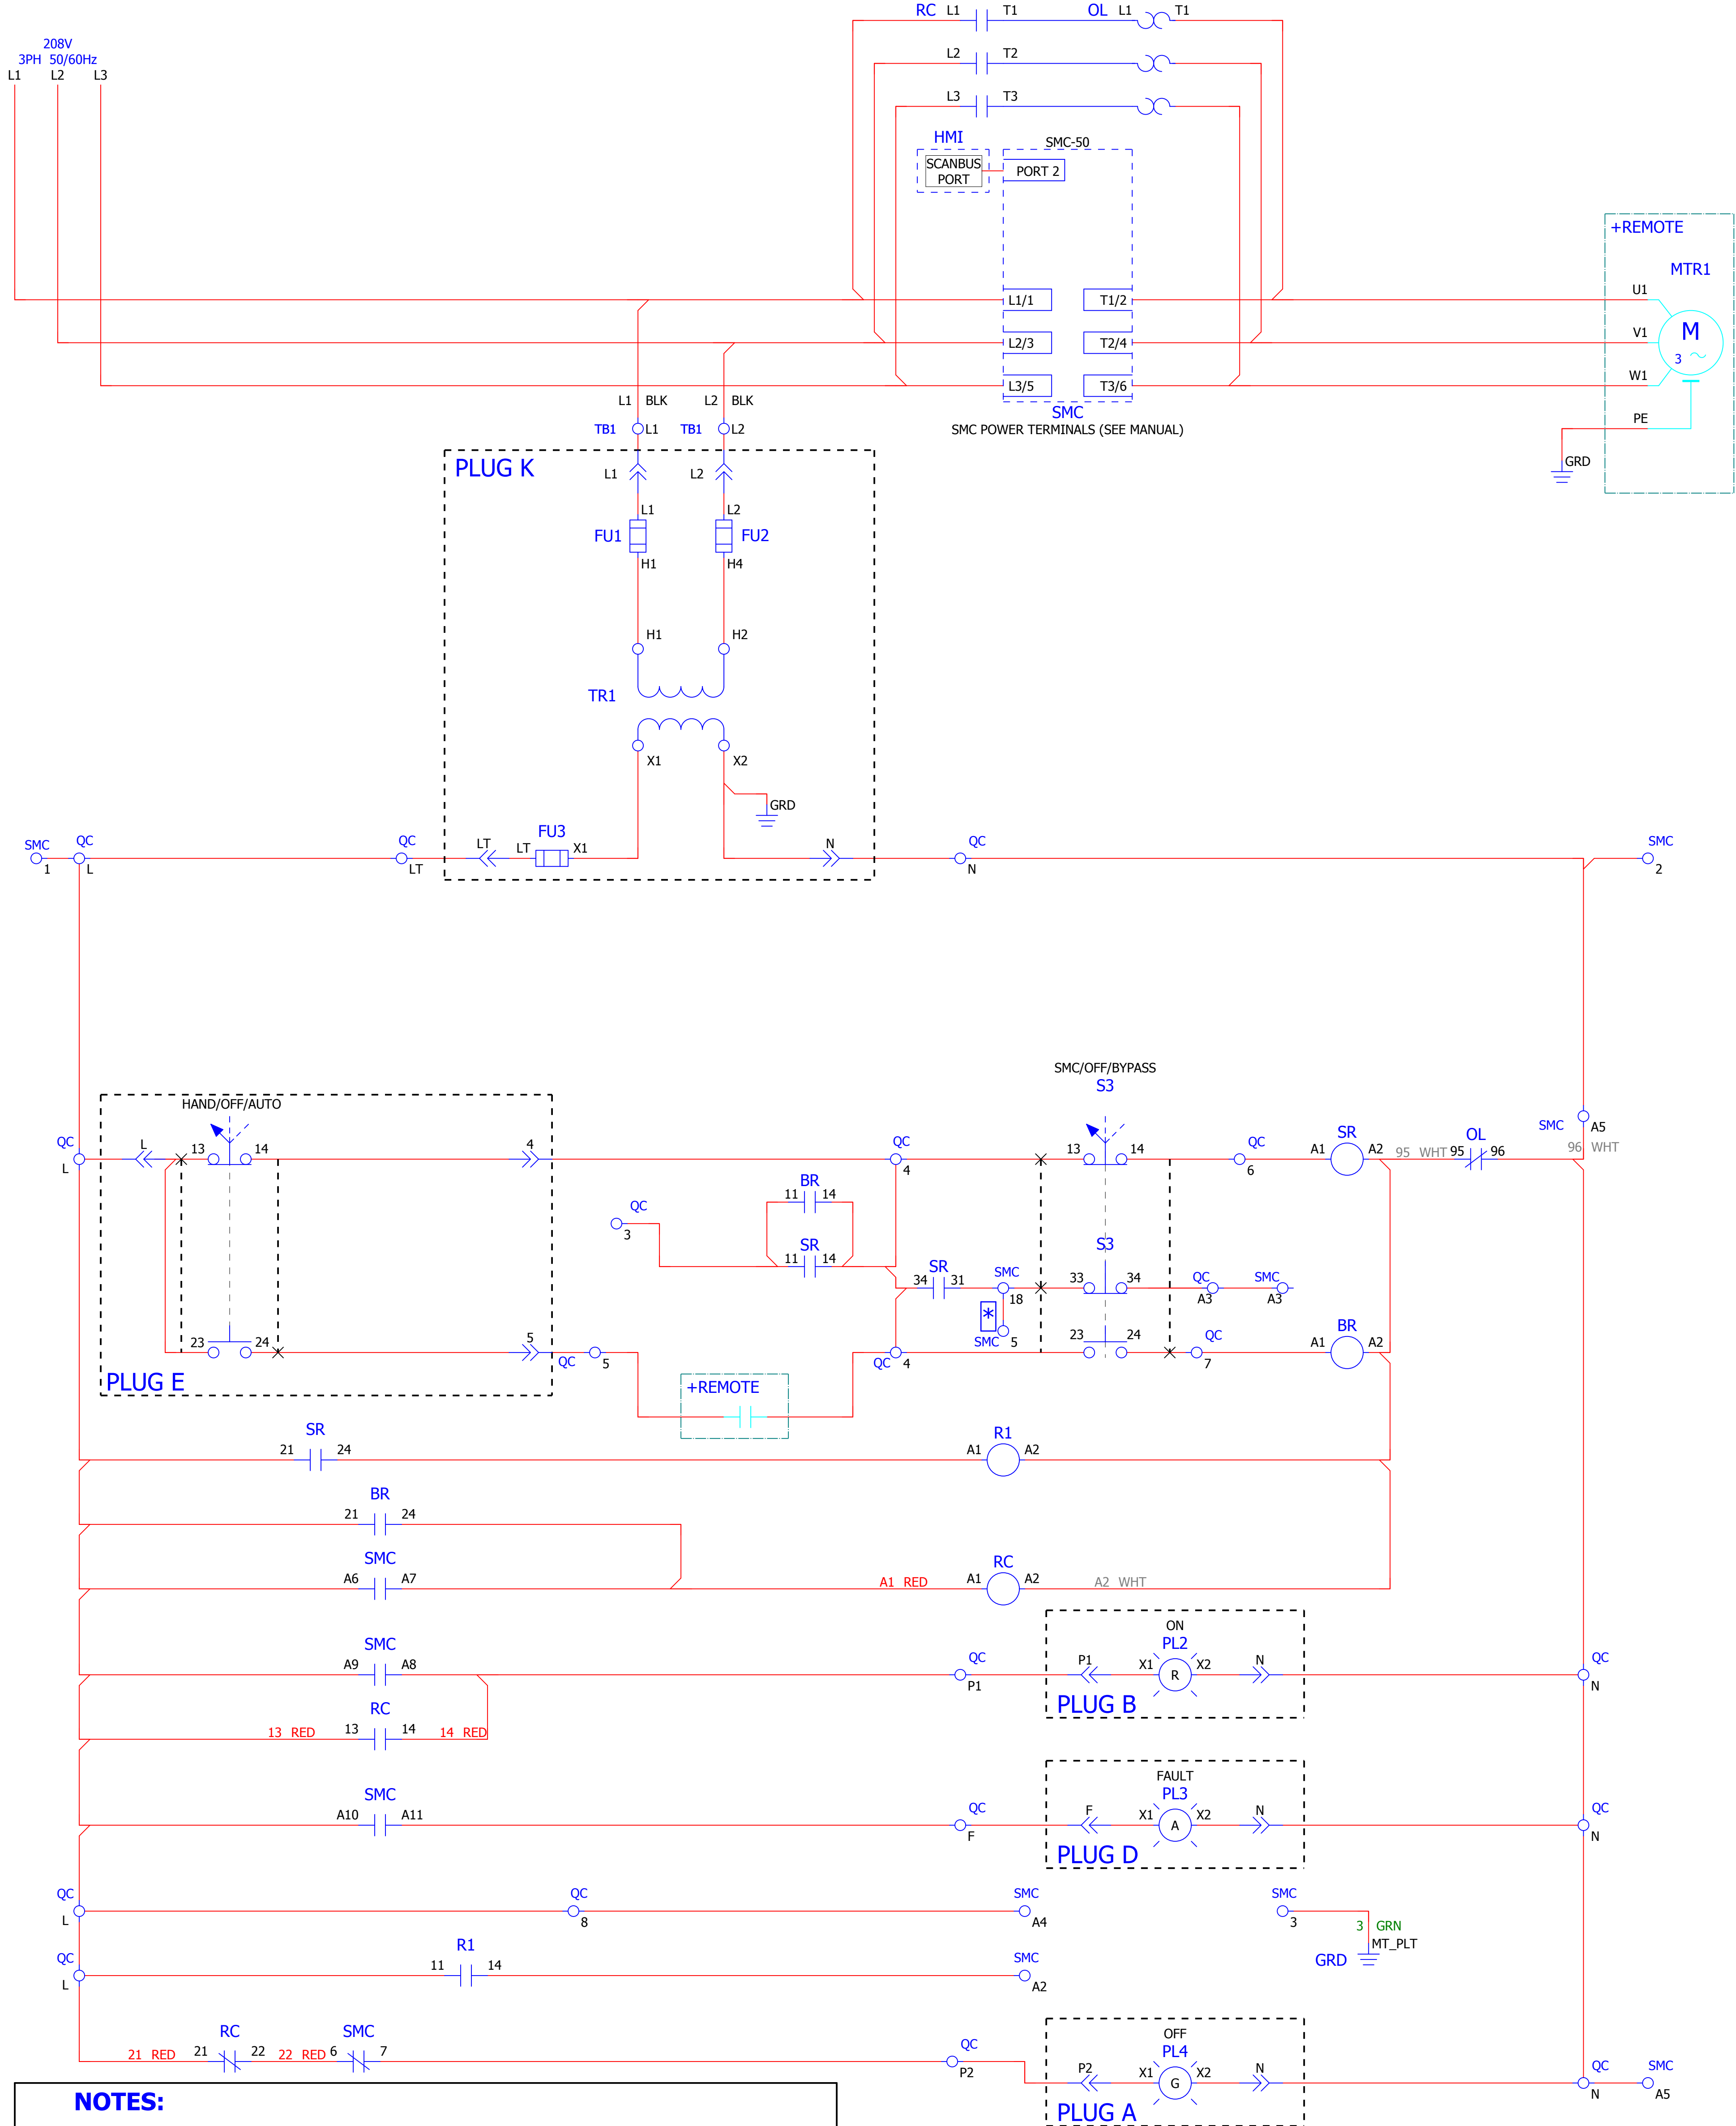 RC L1 T1 OL L1 T1
208V
3PH 50/60Hz
L1 L2 L3
L2 T2
L3 T3
HMI
SMC-50
SCANBUS
PORT
PORT 2
+REMOTE
MTR1
L1/1 T1/2 U1
L2/3 T2/4 V1
M
3
L3/5 T3/6 W1
L1 BLK L2 BLK
SMC
SMC POWER TERMINALS (SEE MANUAL)
PE
GRD
TB1 L1 TB1 L2
PLUG K
L1 L2
L1 L2
FU1 FU2
H1 H4
H1 H2
TR1
X1 X2
GRD
SMC QC QC FU3 QC SMC
LT LT X1 N
1 L LT N 2
SMC/OFF/BYPASS
S3
HAND/OFF/AUTO
SMC A5
QC L 13 14 4 QC 13 14 QC SR OL
A1 A2 95 WHT 95 96 96 WHT
L 4 6
BR
11 14
QC
3
SR
11 14
S3
SR
34 31 SMC 33 34 QC SMC
18 A3 A3
*
SMC 5
23 24 5 23 24 QC BR
A1 A2
QC 5 QC 4 7
PLUG E
+REMOTE
SR R1
21 24 A1 A2
BR
21 24
SMC RC
A6 A7 A1 RED A1 A2 A2 WHT
ON
SMC QC PL2 QC
A9 A8 P1 X1 X2 N
R
P1 N
PLUG B
RC
13 RED 13 14 14 RED
FAULT
SMC QC PL3 QC
A10 A11 F X1 X2 N
A
F N
PLUG D
QC QC SMC SMC
L 8 A4 3
3 GRN
MT_PLT
GRD
QC R1 SMC
11 14
L A2
RC SMC OFF
21 RED 21 22 22 RED 6 7 QC PL4 QC SMC
P2 X1 X2 N
G
P2 N A5
PLUG A
NOTES: